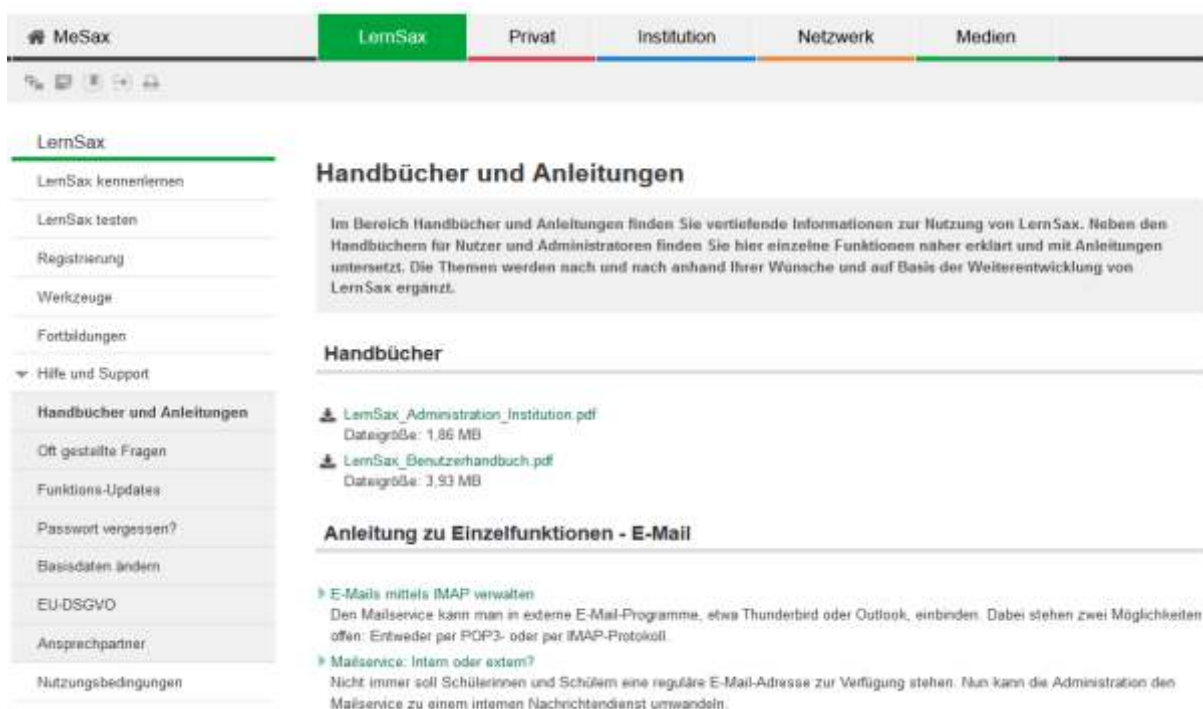 MeSax
LernSax
Privat
Institution
Netzwerk
Medien
LernSax
LernSax kennenlernen
LernSax testen
Registrierung
Werkzeuge
Fortbildungen
Hilfe und Support
Handbücher und Anleitungen
Oft gestellte Fragen
Funktions-Updates
Passwort vergessen?
Basisdaten ändern
EU-DSGVO
Ansprechpartner
Nutzungsbedingungen
Handbücher und Anleitungen
Im Bereich Handbücher und Anleitungen finden Sie vertiefende Informationen zur Nutzung von LernSax. Neben den
Handbüchern für Nutzer und Administratoren finden Sie hier einzelne Funktionen näher erklärt und mit Anleitungen
untersetzt. Die Themen werden nach und nach anhand Ihrer Wünsche und auf Basis der Weiterentwicklung von
LernSax ergänzt.
Handbücher
LernSax_Administration_Institution.pdf
Dateigröße: 1,86 MB
LernSax_Benutzerhandbuch.pdf
Dateigröße: 3,93 MB
Anleitung zu Einzelfunktionen - E-Mail
E-Mails mittels IMAP verwalten
Den Mailservice kann man in externe E-Mail-Programme, etwa Thunderbird oder Outlook, einbinden. Dabei stehen zwei Möglichkeiten
offen: Entweder per POP3- oder per IMAP-Protokoll.
Mailservice: Intern oder extern?
Nicht immer soll Schülerinnen und Schülern eine reguläre E-Mail-Adresse zur Verfügung stehen. Nun kann die Administration den
Mailservice zu einem internen Nachrichtendienst umwandeln.